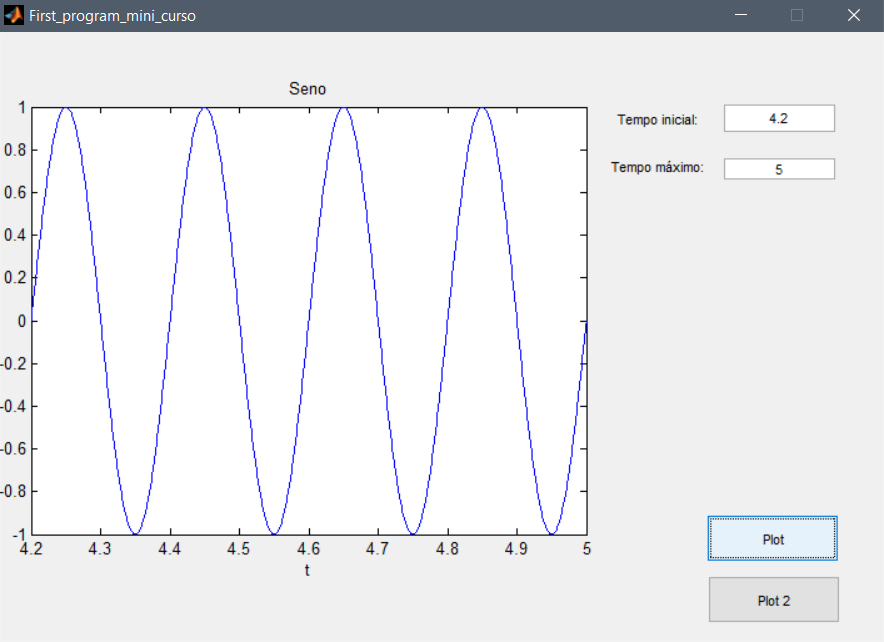 First_program_mini_curso
Seno
1
0.8
0.6
0.4
0.2
0
-0.2
-0.4
-0.6
-0.8
-1
4.2 4.3 4.4 4.5 4.6 4.7 4.8 4.9 5
t
Tempo inicial: 4.2
Tempo máximo: 5
Plot
Plot 2